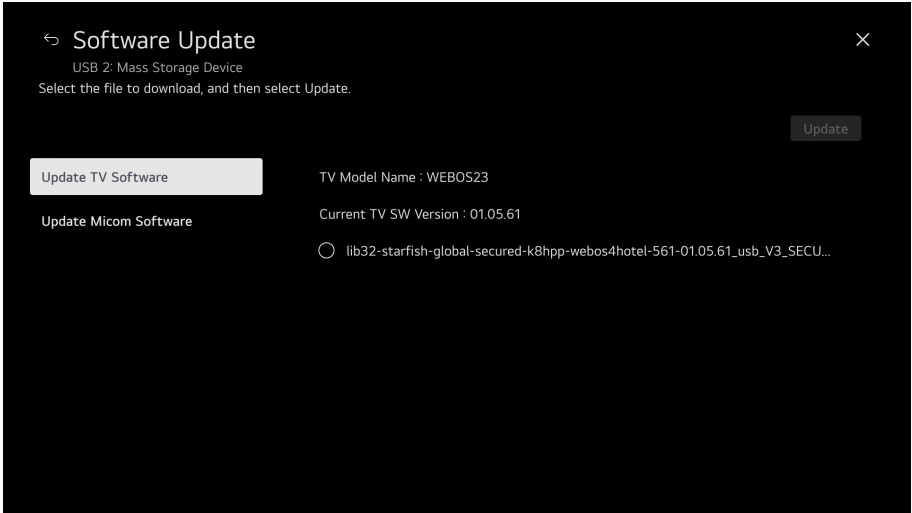 Software Update
USB 2: Mass Storage Device
Select the file to download, and then select Update.
Update
Update TV Software
TV Model Name : WEBOS23
Update Micom Software
Current TV SW Version : 01.05.61
lib32-starfish-global-secured-k8hpp-webos4hotel-561-01.05.61_usb_V3_SECU...